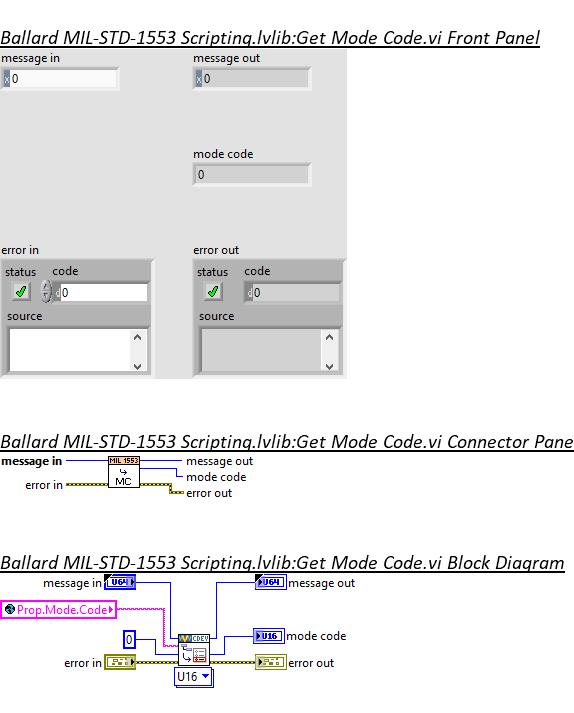 Ballard MIL-STD-1553 Scripting.lvlib:Get Mode Code.vi Front Panel
message in
message out
x 0
x 0
mode code
0
error in
error out
status code
status code
d 0
d 0
source
source
Ballard MIL-STD-1553 Scripting.lvlib:Get Mode Code.vi Connector Pane
message in
MIL 1553
message out
mode code
error in
MC
error out
Ballard MIL-STD-1553 Scripting.lvlib:Get Mode Code.vi Block Diagram
message in
U64
U64
message out
Prop.Mode.Code
0
CDEV
U16
mode code
error in
error out
U16